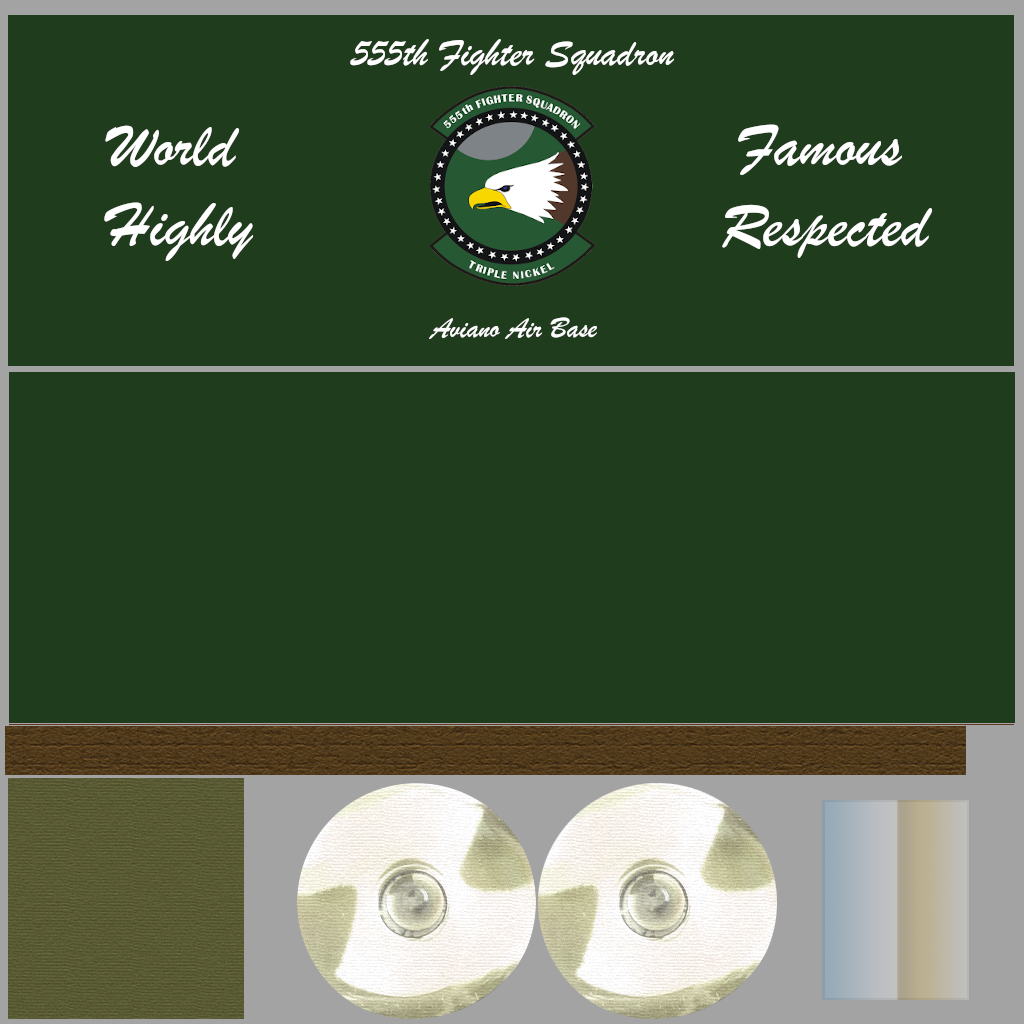 555th Fighter Squadron
555th FIGHTER SQUADRON
World Famous
Highly Respected
TRIPLE NICKEL
Aviano Air Base